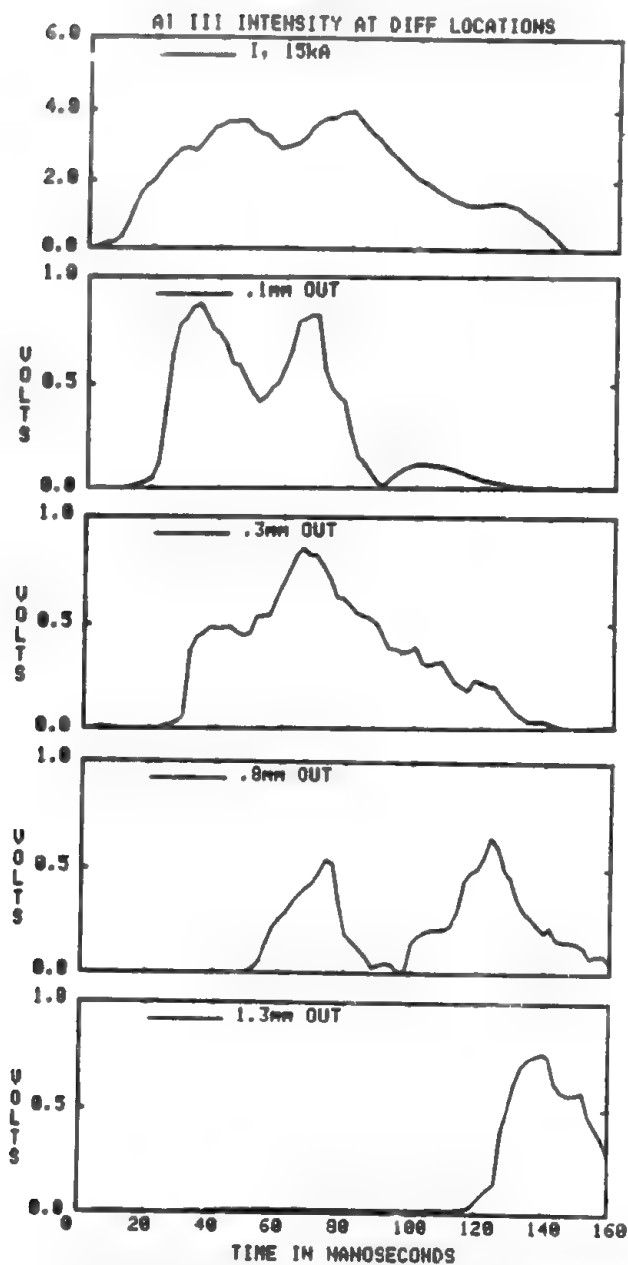 Al III INTENSITY AT DIFF LOCATIONS
6.0
I, 15kA
4.0
2.0
0.0
1.0
.1mm OUT
VOLTS
0.5
0.0
1.0
.3mm OUT
VOLTS
0.5
0.0
1.0
.8mm OUT
VOLTS
0.5
0.0
1.0
1.3mm OUT
VOLTS
0.5
0.0
0 20 40 60 80 100 120 140 160
TIME IN NANOSECONDS